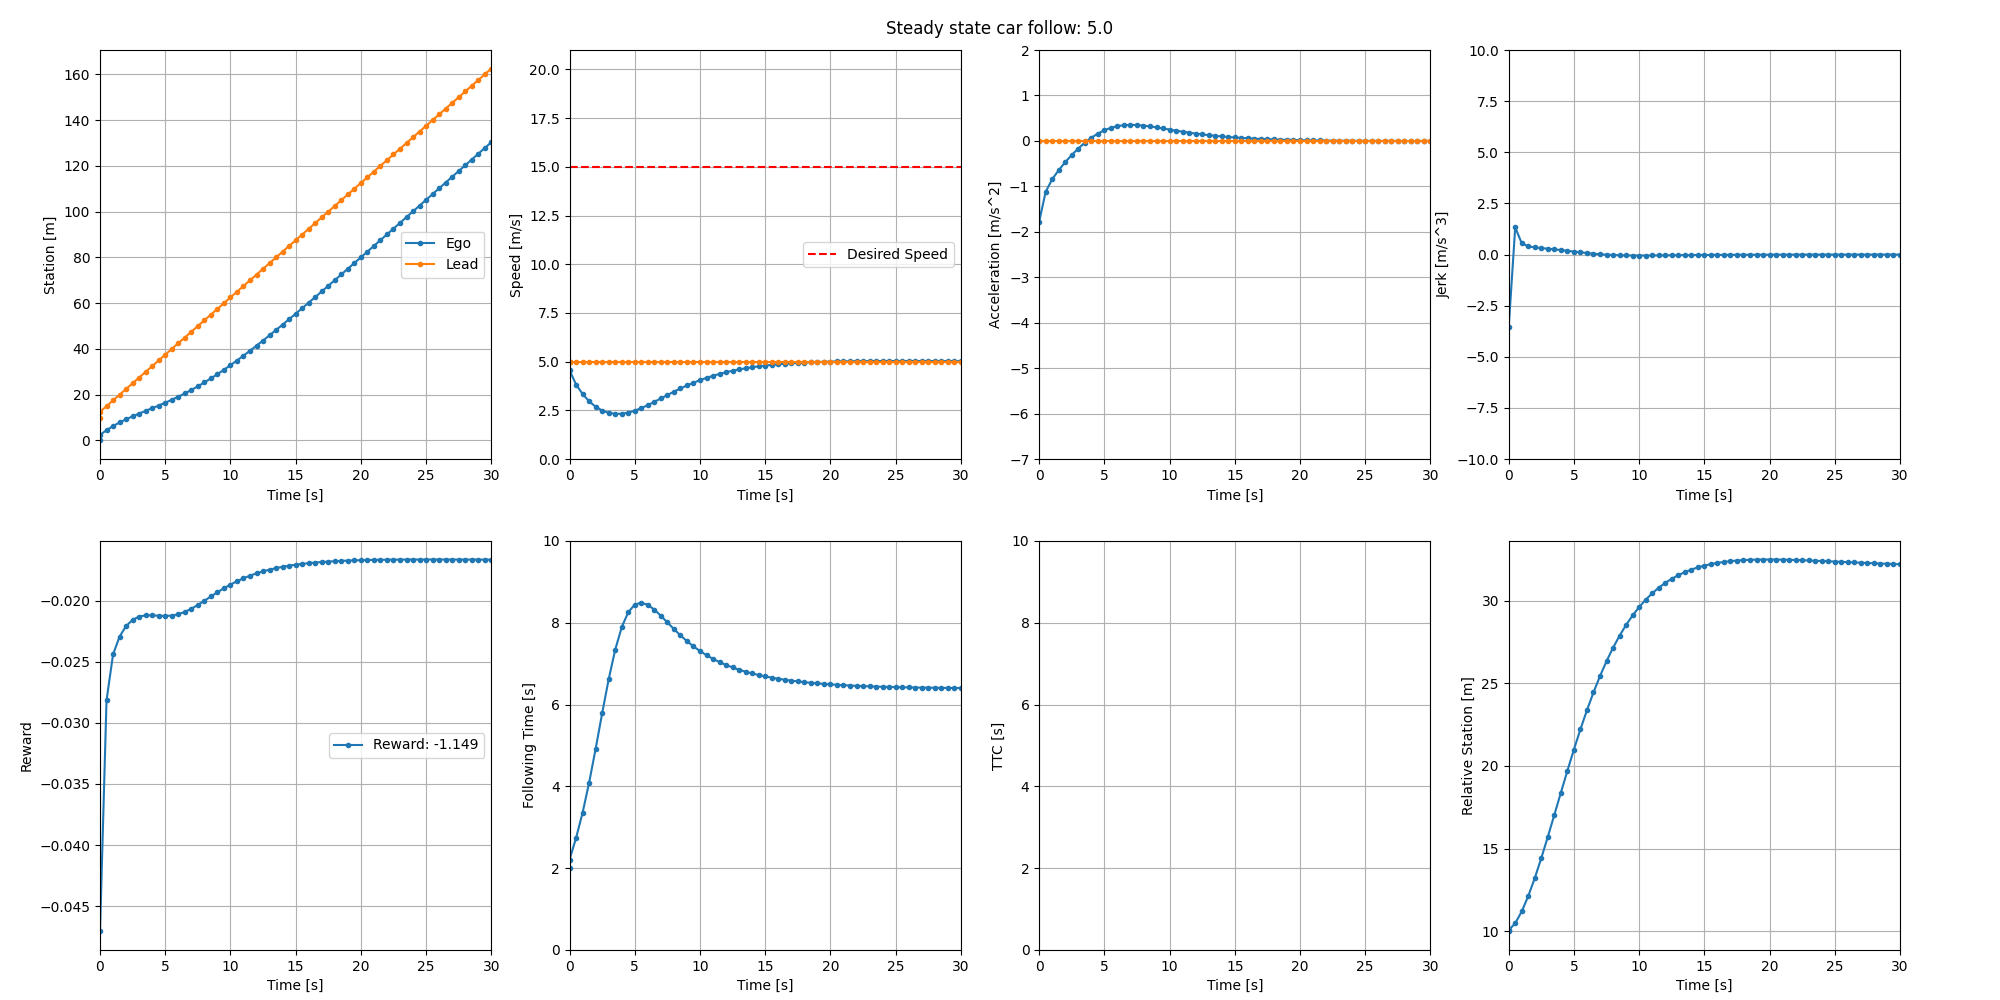 Steady state car follow: 5.0
160
140
120
100
80
60
40
20
0
Station [m]
Ego
Lead
0 5 10 15 20 25 30
Time [s]
20.0
17.5
15.0
12.5
10.0
7.5
5.0
2.5
0.0
Speed [m/s]
Desired Speed
0 5 10 15 20 25 30
Time [s]
2
1
0
−1
−2
−3
−4
−5
−6
−7
Acceleration [m/s^2]
0 5 10 15 20 25 30
Time [s]
10.0
7.5
5.0
2.5
0.0
−2.5
−5.0
−7.5
−10.0
Jerk [m/s^3]
0 5 10 15 20 25 30
Time [s]
−0.020
−0.025
−0.030
−0.035
−0.040
−0.045
Reward
Reward: -1.149
0 5 10 15 20 25 30
Time [s]
10
8
6
4
2
0
Following Time [s]
0 5 10 15 20 25 30
Time [s]
10
8
6
4
2
0
TTC [s]
0 5 10 15 20 25 30
Time [s]
30
25
20
15
10
Relative Station [m]
0 5 10 15 20 25 30
Time [s]